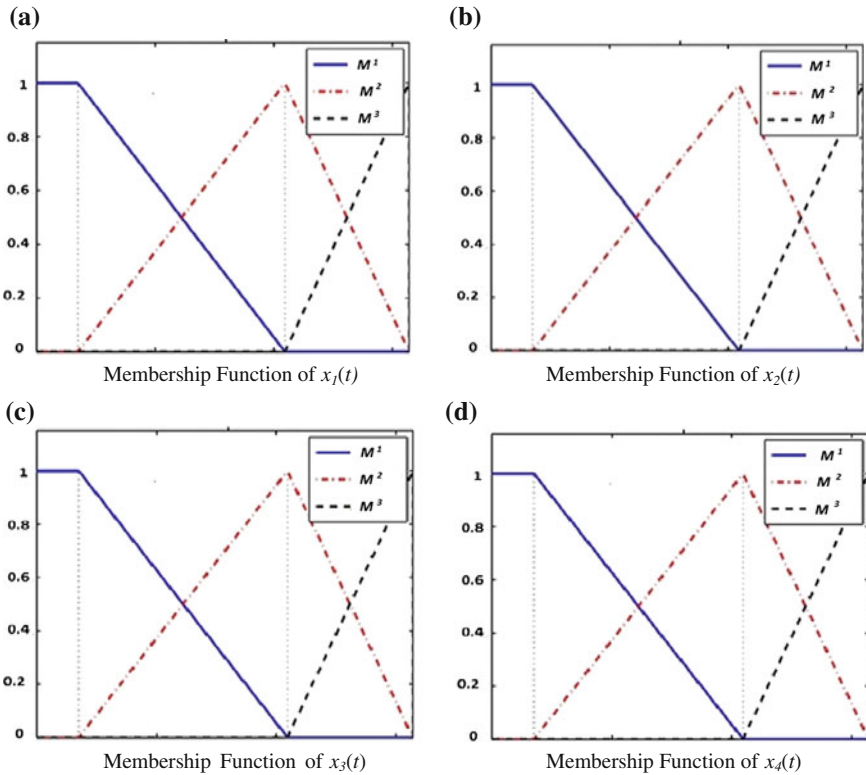 (a)
M¹
M²
M³
1
0.8
0.6
0.4
0.2
0
Membership Function of x₁(t)
(b)
M¹
M²
M³
1
0.8
0.6
0.4
0.2
0
Membership Function of x₂(t)
(c)
M¹
M²
M³
1
0.8
0.6
0.4
0.2
0
Membership Function of x₃(t)
(d)
M¹
M²
M³
1
0.8
0.6
0.4
0.2
0
Membership Function of x₄(t)